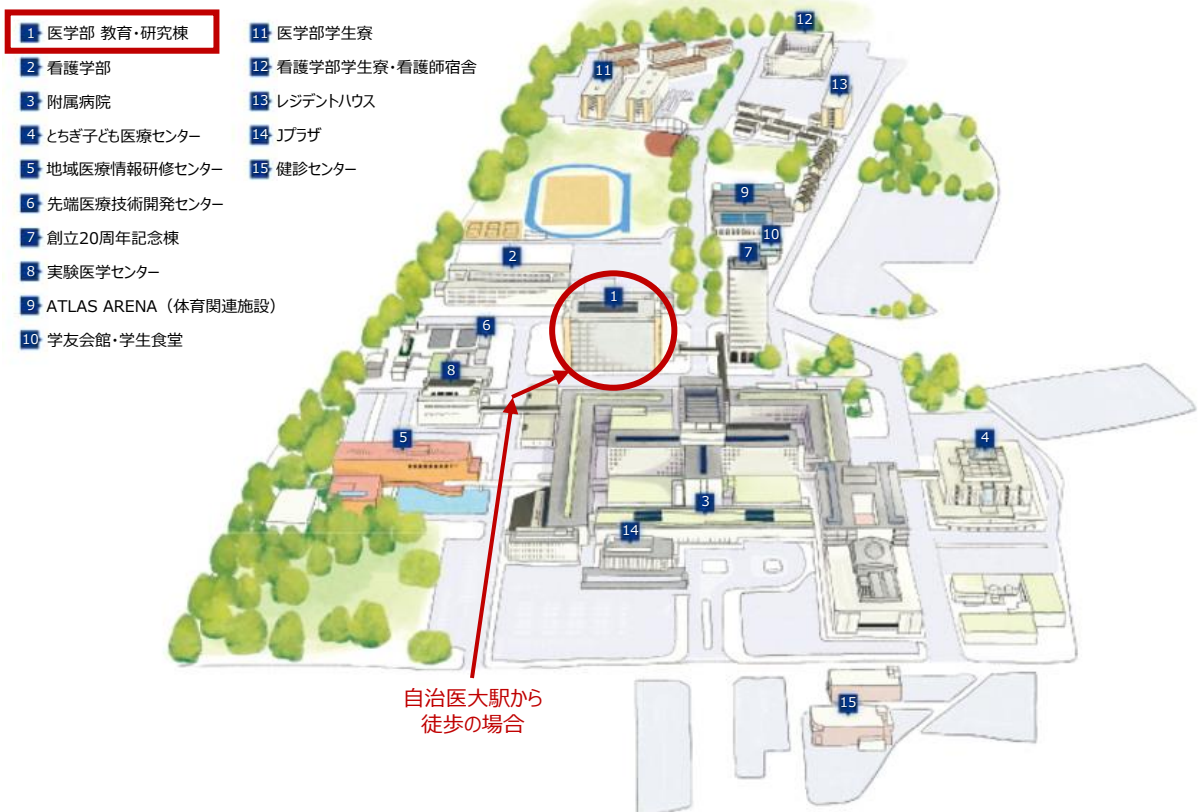 1 医学部 教育・研究棟
2 看護学部
3 附属病院
4 とちぎ子ども医療センター
5 地域医療情報研修センター
6 先端医療技術開発センター
7 創立20周年記念棟
8 実験医学センター
9 ATLAS ARENA（体育関連施設）
10 学友会館・学生食堂
11 医学部学生寮
12 看護学部学生寮・看護師宿舎
13 レジデントハウス
14 Jプラザ
15 健診センター
12
11
13
9
10
2
7
1
6
8
5
4
3
14
自治医大駅から
徒歩の場合
15